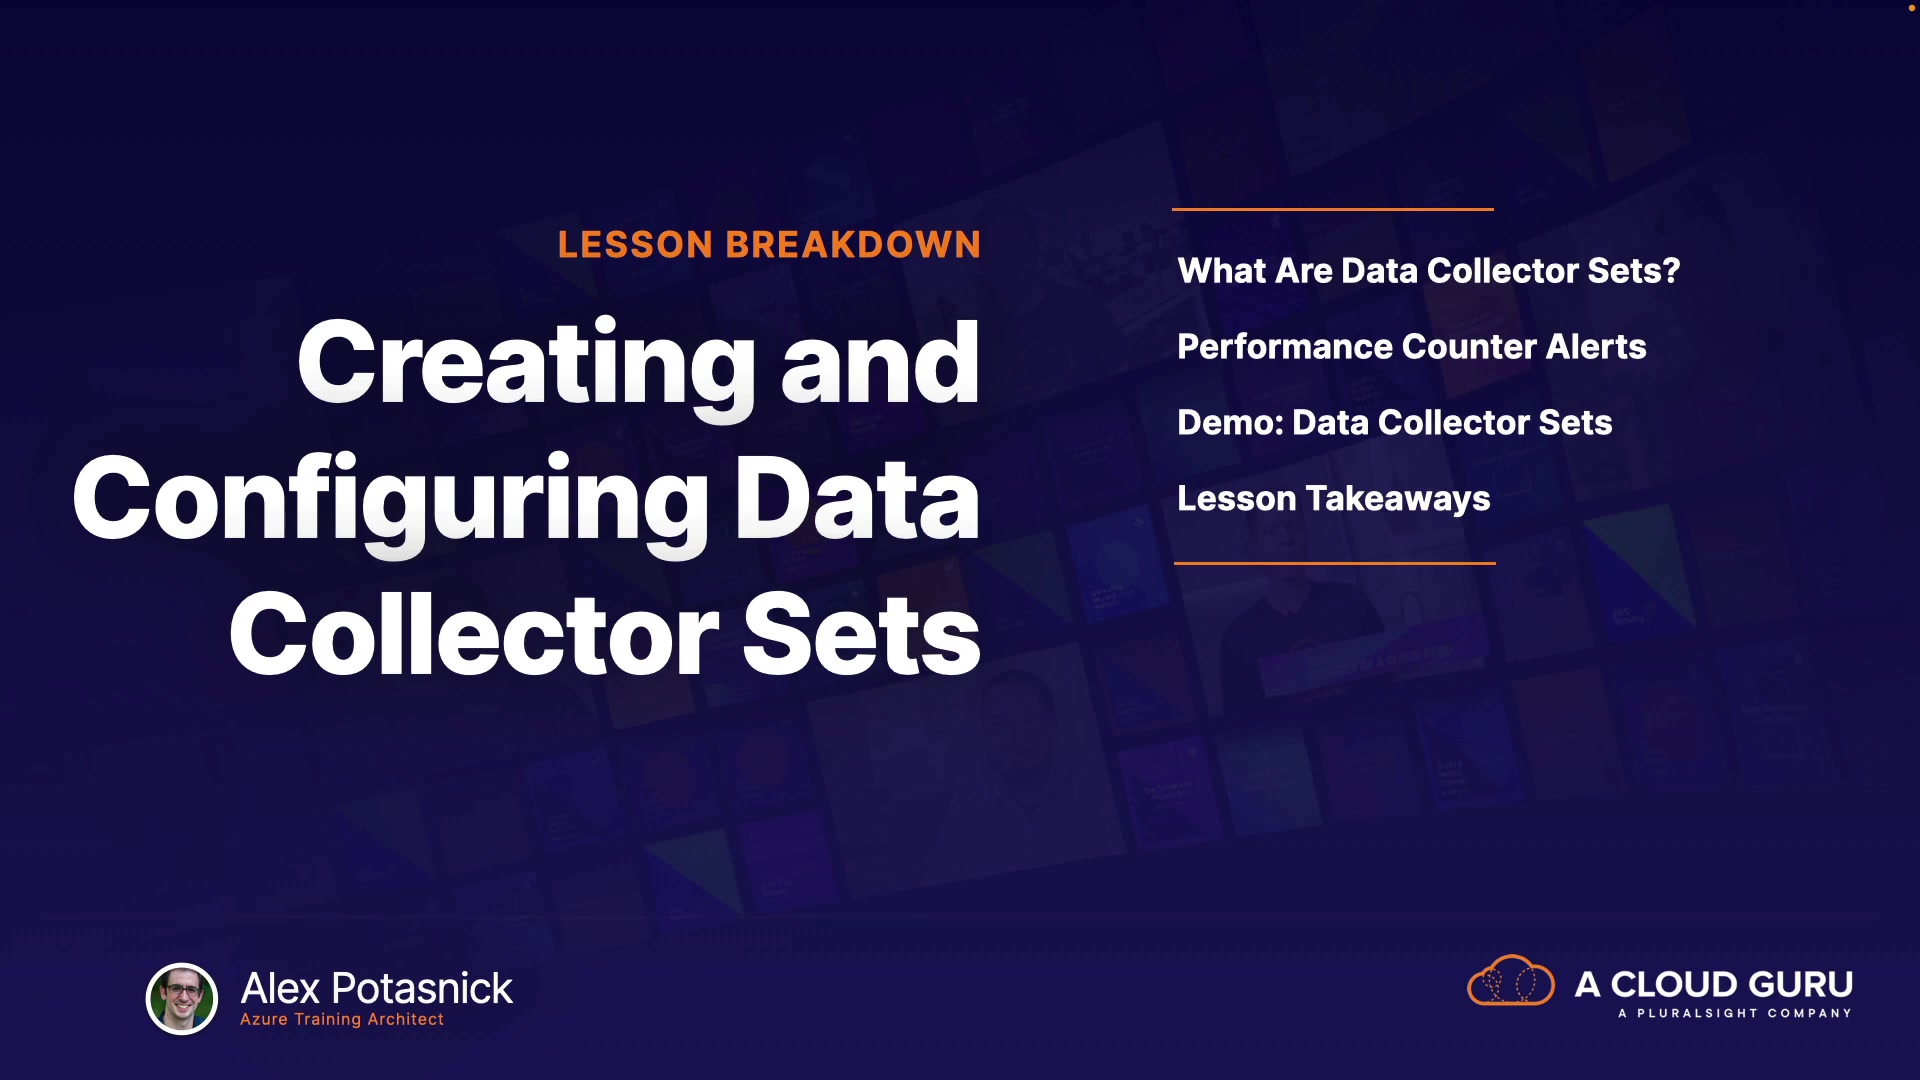 LESSON BREAKDOWN
Creating and
Configuring Data
Collector Sets
What Are Data Collector Sets?
Performance Counter Alerts
Demo: Data Collector Sets
Lesson Takeaways
Alex Potasnick
Azure Training Architect
A CLOUD GURU
A PLURALSIGHT COMPANY